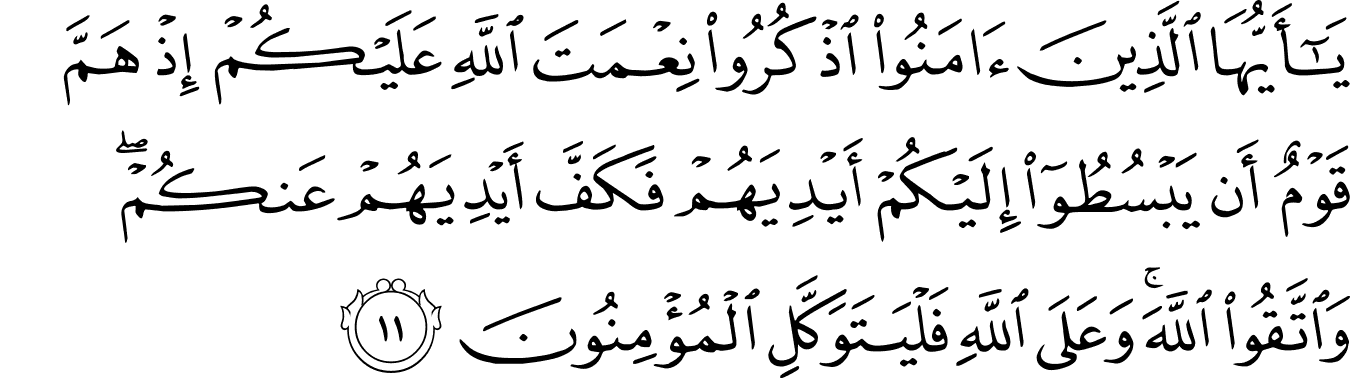 يَٰٓأَيُّهَا ٱلَّذِينَ ءَامَنُوا۟ ٱذْكُرُوا۟ نِعْمَتَ ٱللَّهِ عَلَيْكُمْ إِذْ هَمَّ
قَوْمٌ أَن يَبْسُطُوٓا۟ إِلَيْكُمْ أَيْدِيَهُمْ فَكَفَّ أَيْدِيَهُمْ عَنكُمْ ۖ
وَٱتَّقُوا۟ ٱللَّهَ ۚ وَعَلَى ٱللَّهِ فَلْيَتَوَكَّلِ ٱلْمُؤْمِنُونَ ١١